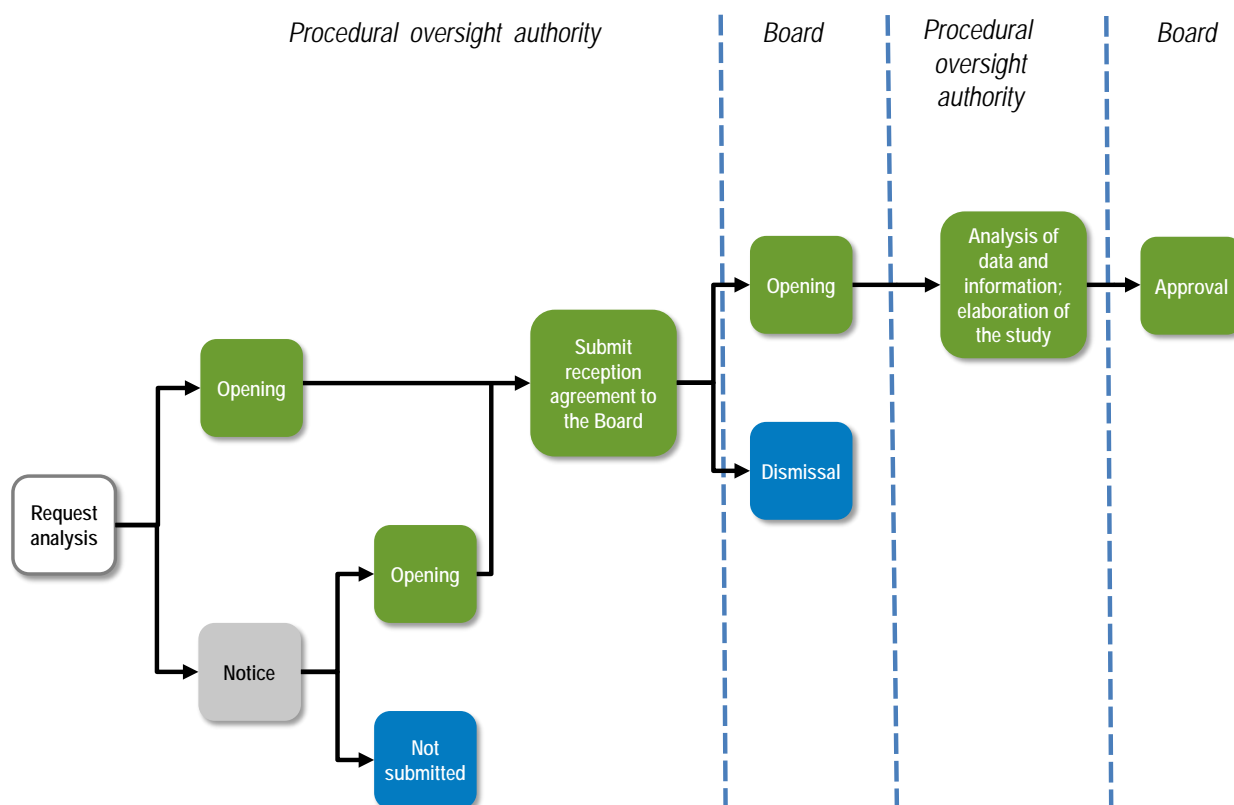 Procedural oversight authority
Board
Procedural
oversight
authority
Board
Opening
Analysis of
data and
information;
elaboration of
the study
Approval
Opening
Submit
reception
agreement to
the Board
Dismissal
Request
analysis
Opening
Notice
Not
submitted